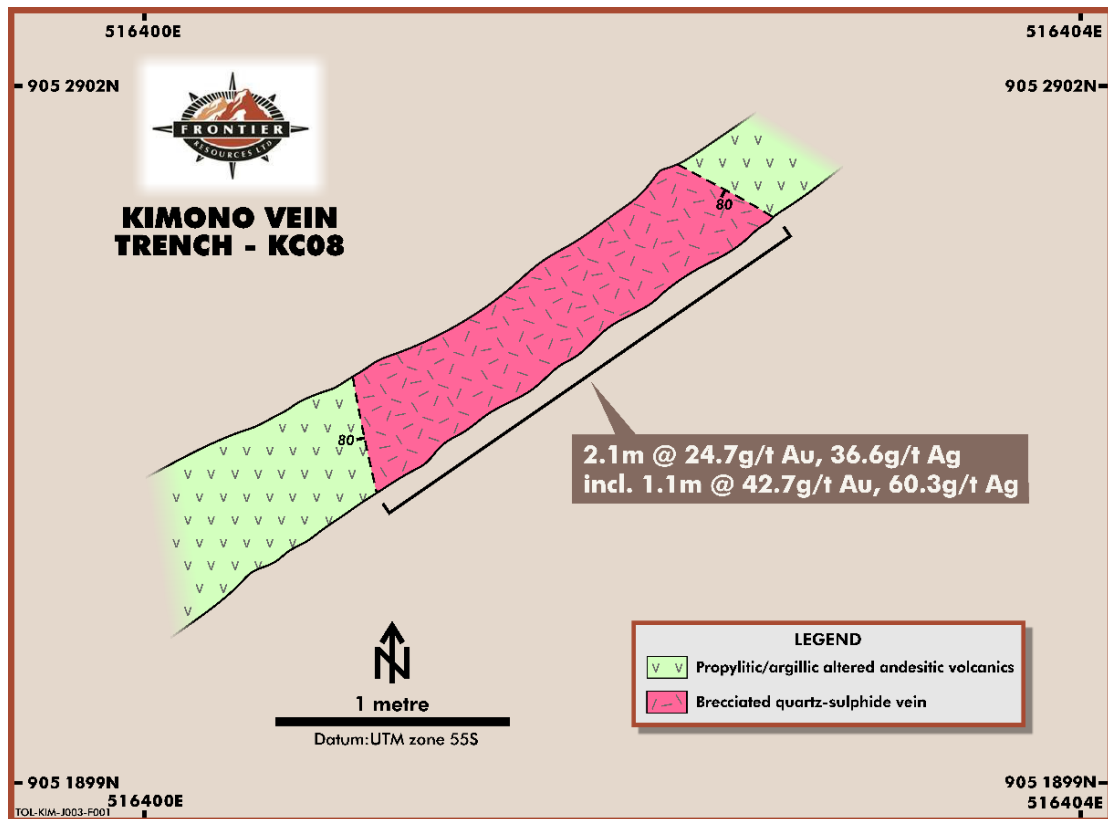 516400E
516404E
905 2902N
905 2902N
FRONTIER
RESOURCES LTD
KIMONO VEIN
TRENCH - KC08
80
80
2.1m @ 24.7g/t Au, 36.6g/t Ag
incl. 1.1m @ 42.7g/t Au, 60.3g/t Ag
N
1 metre
Datum:UTM zone 55S
LEGEND
V V Propylitic/argillic altered andesitic volcanics
Brecciated quartz-sulphide vein
905 1899N
905 1899N
516400E
516404E
TOL-KIM-J003-F001